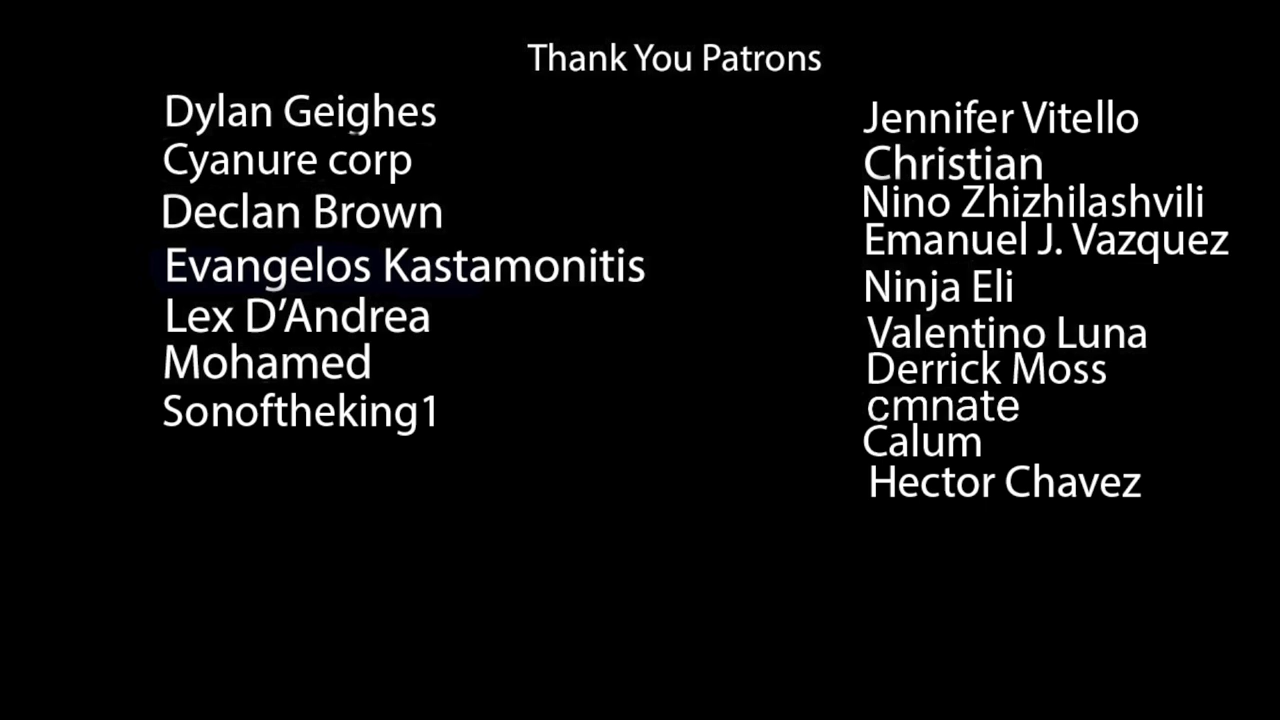 Thank You Patrons
Dylan Geighes
Cyanure corp
Declan Brown
Evangelos Kastamonitis
Lex D’Andrea
Mohamed
Sonoftheking1
Jennifer Vitello
Christian
Nino Zhizhilashvili
Emanuel J. Vazquez
Ninja Eli
Valentino Luna
Derrick Moss
cmnate
Calum
Hector Chavez